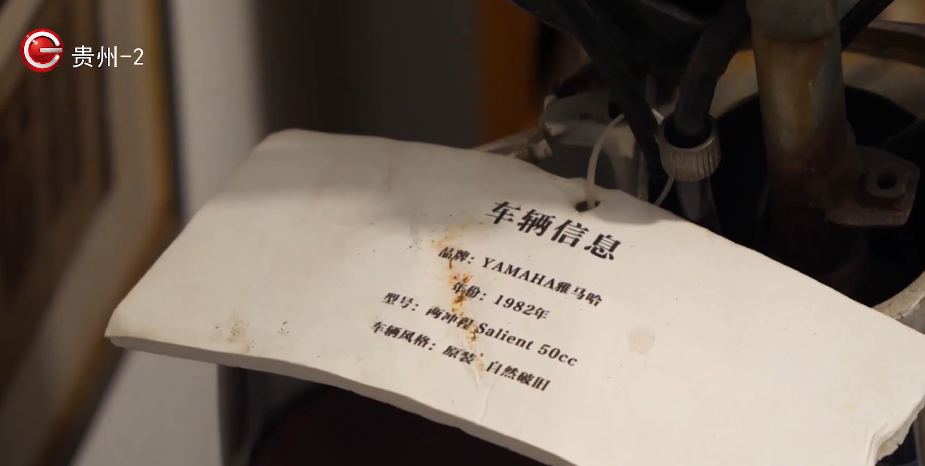 贵州-2
车辆信息
品牌：YAMAHA雅马哈
年份：1982年
型号：两冲程 Salient 50cc
车辆风格：原装，自然破旧